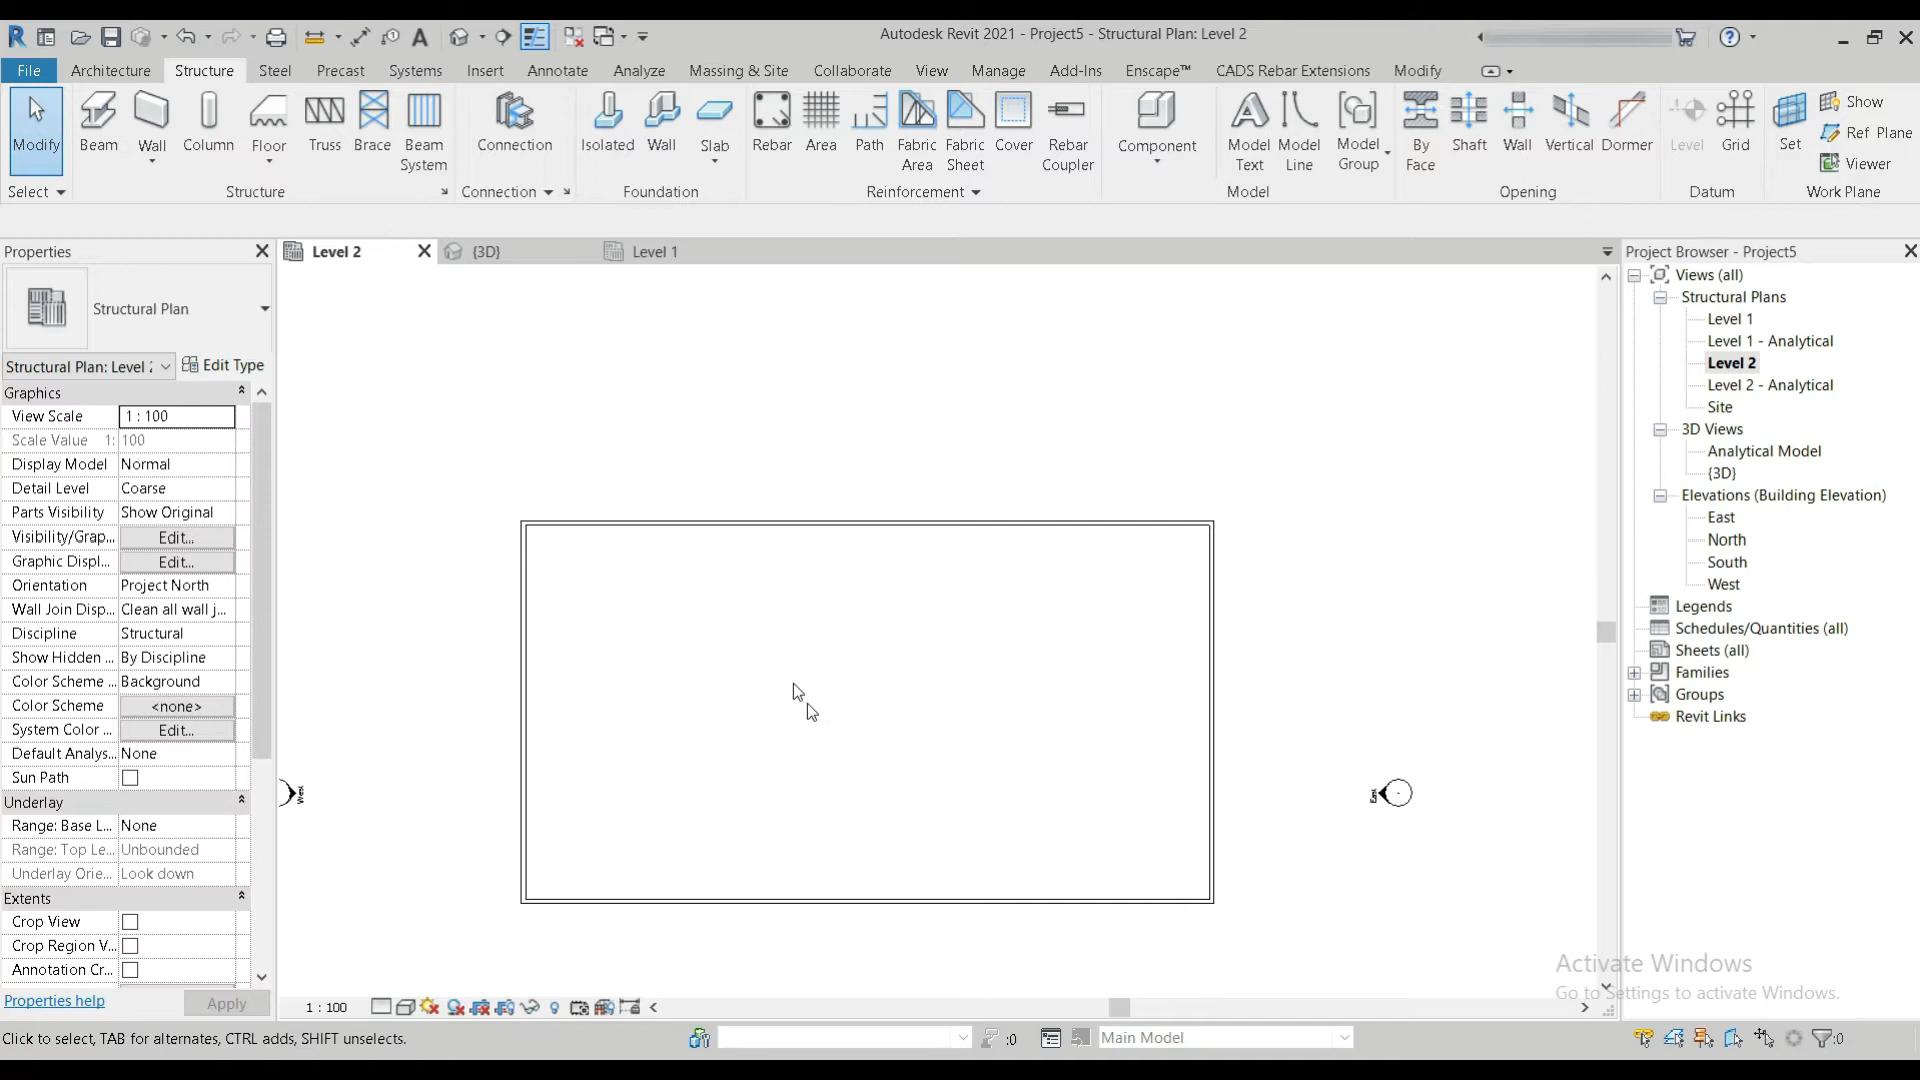 Autodesk Revit 2021 - Project5 - Structural Plan: Level 2
File Architecture Structure Steel Precast Systems Insert Annotate Analyze Massing & Site Collaborate View Manage Add-Ins Enscape™ CADS Rebar Extensions Modify
Modify Beam Wall Column Floor Truss Brace Beam System Connection Isolated Wall Slab Rebar Area Path Fabric Area Fabric Sheet Cover Rebar Coupler Component Model Text Model Line Model Group By Face Shaft Wall Vertical Dormer Level Grid Set Show Ref Plane Viewer
Select Structure Connection Foundation Reinforcement Model Opening Datum Work Plane
Properties
Level 2 {3D} Level 1
Project Browser - Project5
Structural Plan
Structural Plan: Level 2 Edit Type
Graphics
View Scale 1 : 100
Scale Value 1: 100
Display Model Normal
Detail Level Coarse
Parts Visibility Show Original
Visibility/Grap... Edit...
Graphic Displ... Edit...
Orientation Project North
Wall Join Disp... Clean all wall j...
Discipline Structural
Show Hidden ... By Discipline
Color Scheme ... Background
Color Scheme <none>
System Color ... Edit...
Default Analys... None
Sun Path
Underlay
Range: Base L... None
Range: Top Le... Unbounded
Underlay Orie... Look down
Extents
Crop View
Crop Region V...
Annotation Cr...
Properties help Apply
West
East
Views (all)
Structural Plans
Level 1
Level 1 - Analytical
Level 2
Level 2 - Analytical
Site
3D Views
Analytical Model
{3D}
Elevations (Building Elevation)
East
North
South
West
Legends
Schedules/Quantities (all)
Sheets (all)
Families
Groups
Revit Links
Activate Windows
Go to Settings to activate Windows.
1 : 100
Click to select, TAB for alternates, CTRL adds, SHIFT unselects.
:0
Main Model
:0